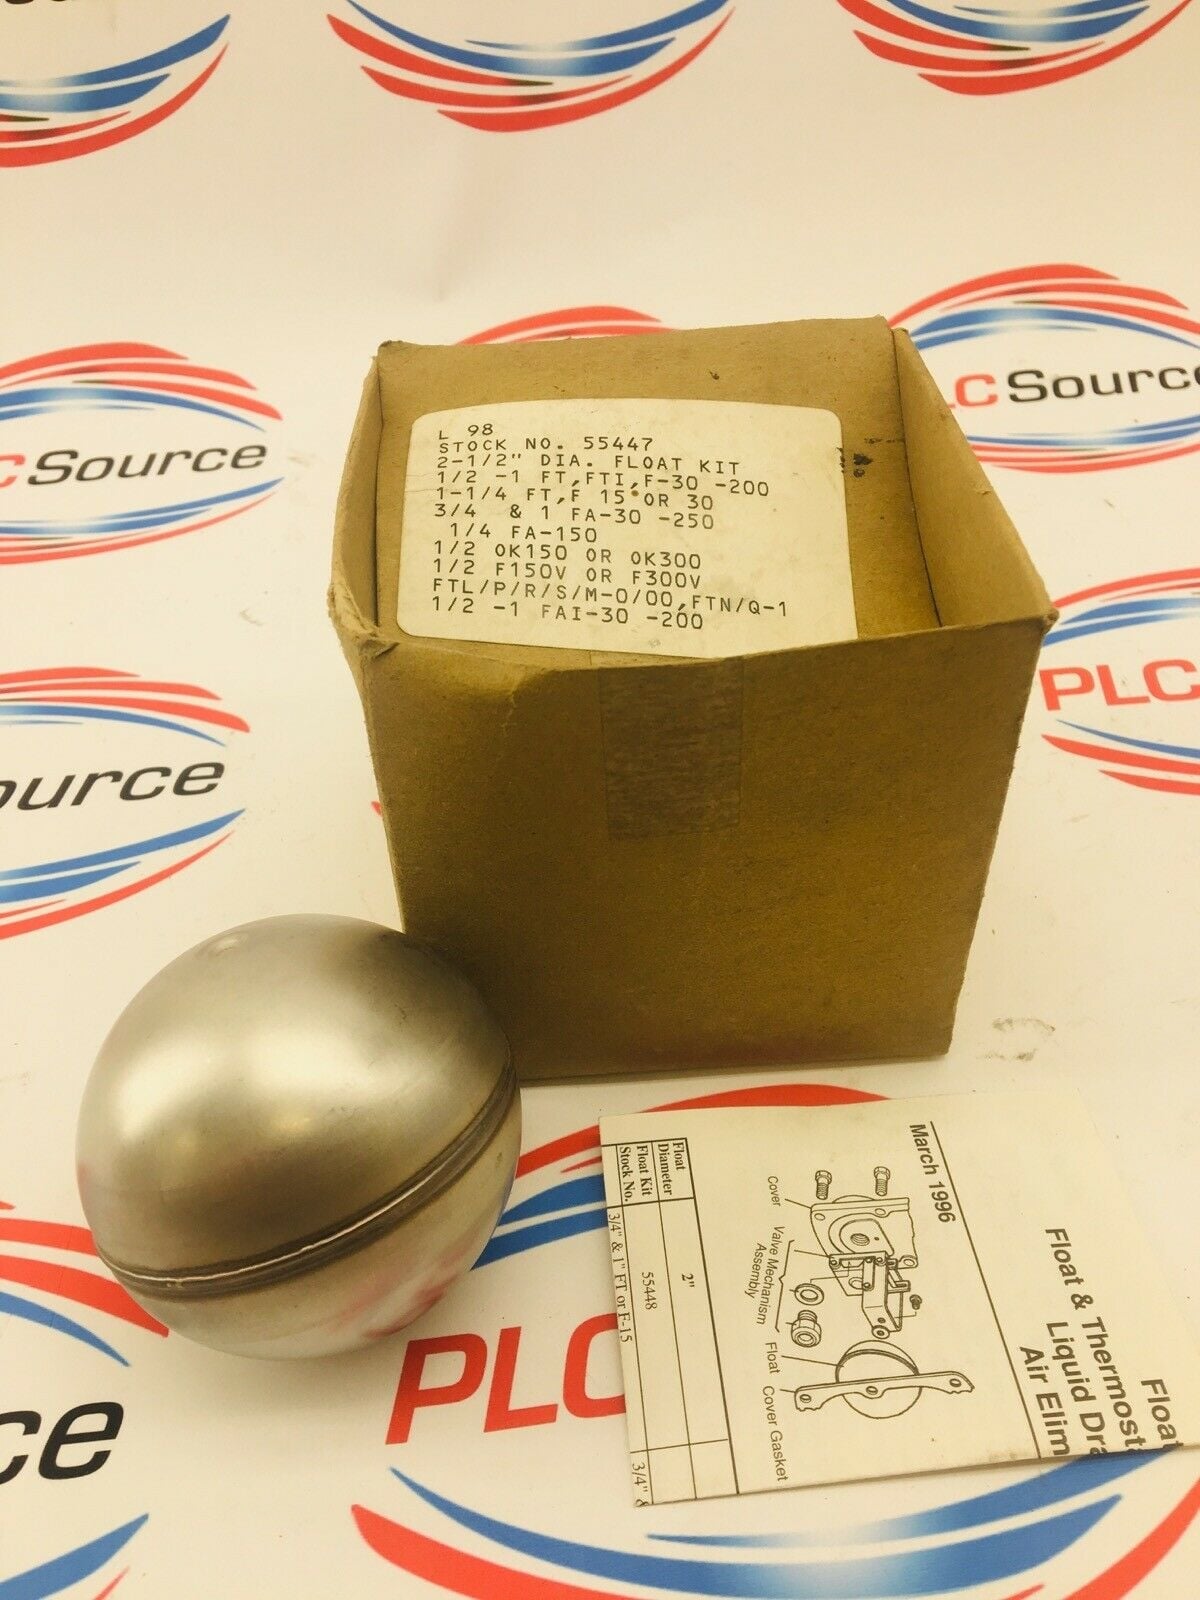 Source
PLC Source
PLC Source
PLC
L 98
STOCK NO. 55447
2-1/2" DIA. FLOAT KIT
1/2 -1 FT,FTI,F-30 -200
1-1/4 FT,F 15 OR 30
3/4 & 1 FA-30 -250
1/4 FA-150
1/2 OK150 OR OK300
1/2 F150V OR F300V
FTL/P/R/S/M-0/00,FTN/Q-1
1/2 -1 FAI-30 -200
March 1996
Float
Float & Thermosta
Liquid Dra
Air Elim
Cover
Valve Mechanism
Assembly
Float
Cover Gasket
Float
Diameter
2"
Float Kit
Stock No.
55448
3/4" & 1" FT or F-15
3/4" &
PLC